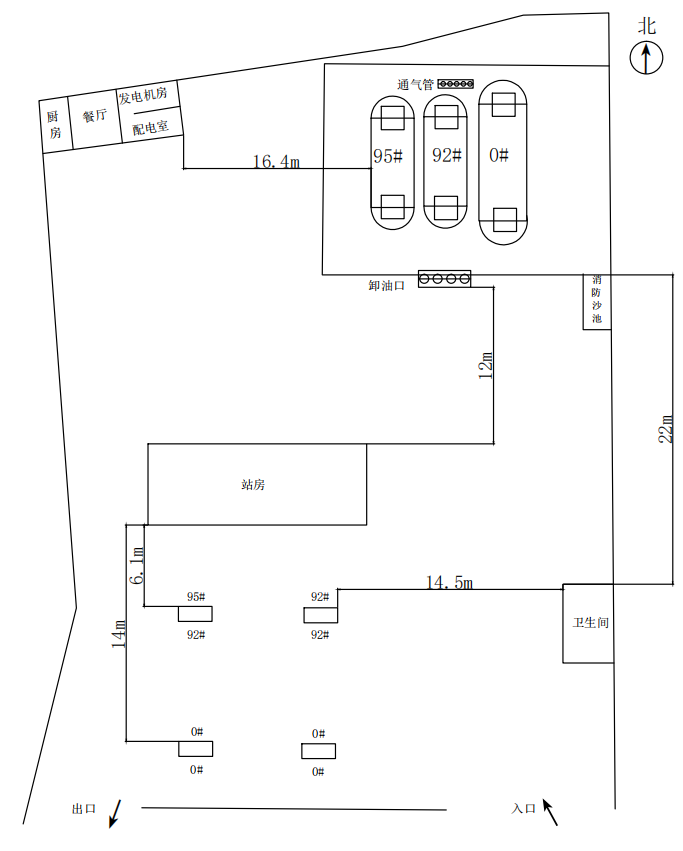 北
通气管
发电机房
厨房
餐厅
配电室
95#
92#
0#
16.4m
卸油口
消防沙池
12m
22m
站房
6.1m
14.5m
95#
92#
92#
92#
卫生间
14m
0#
0#
0#
0#
出口
入口